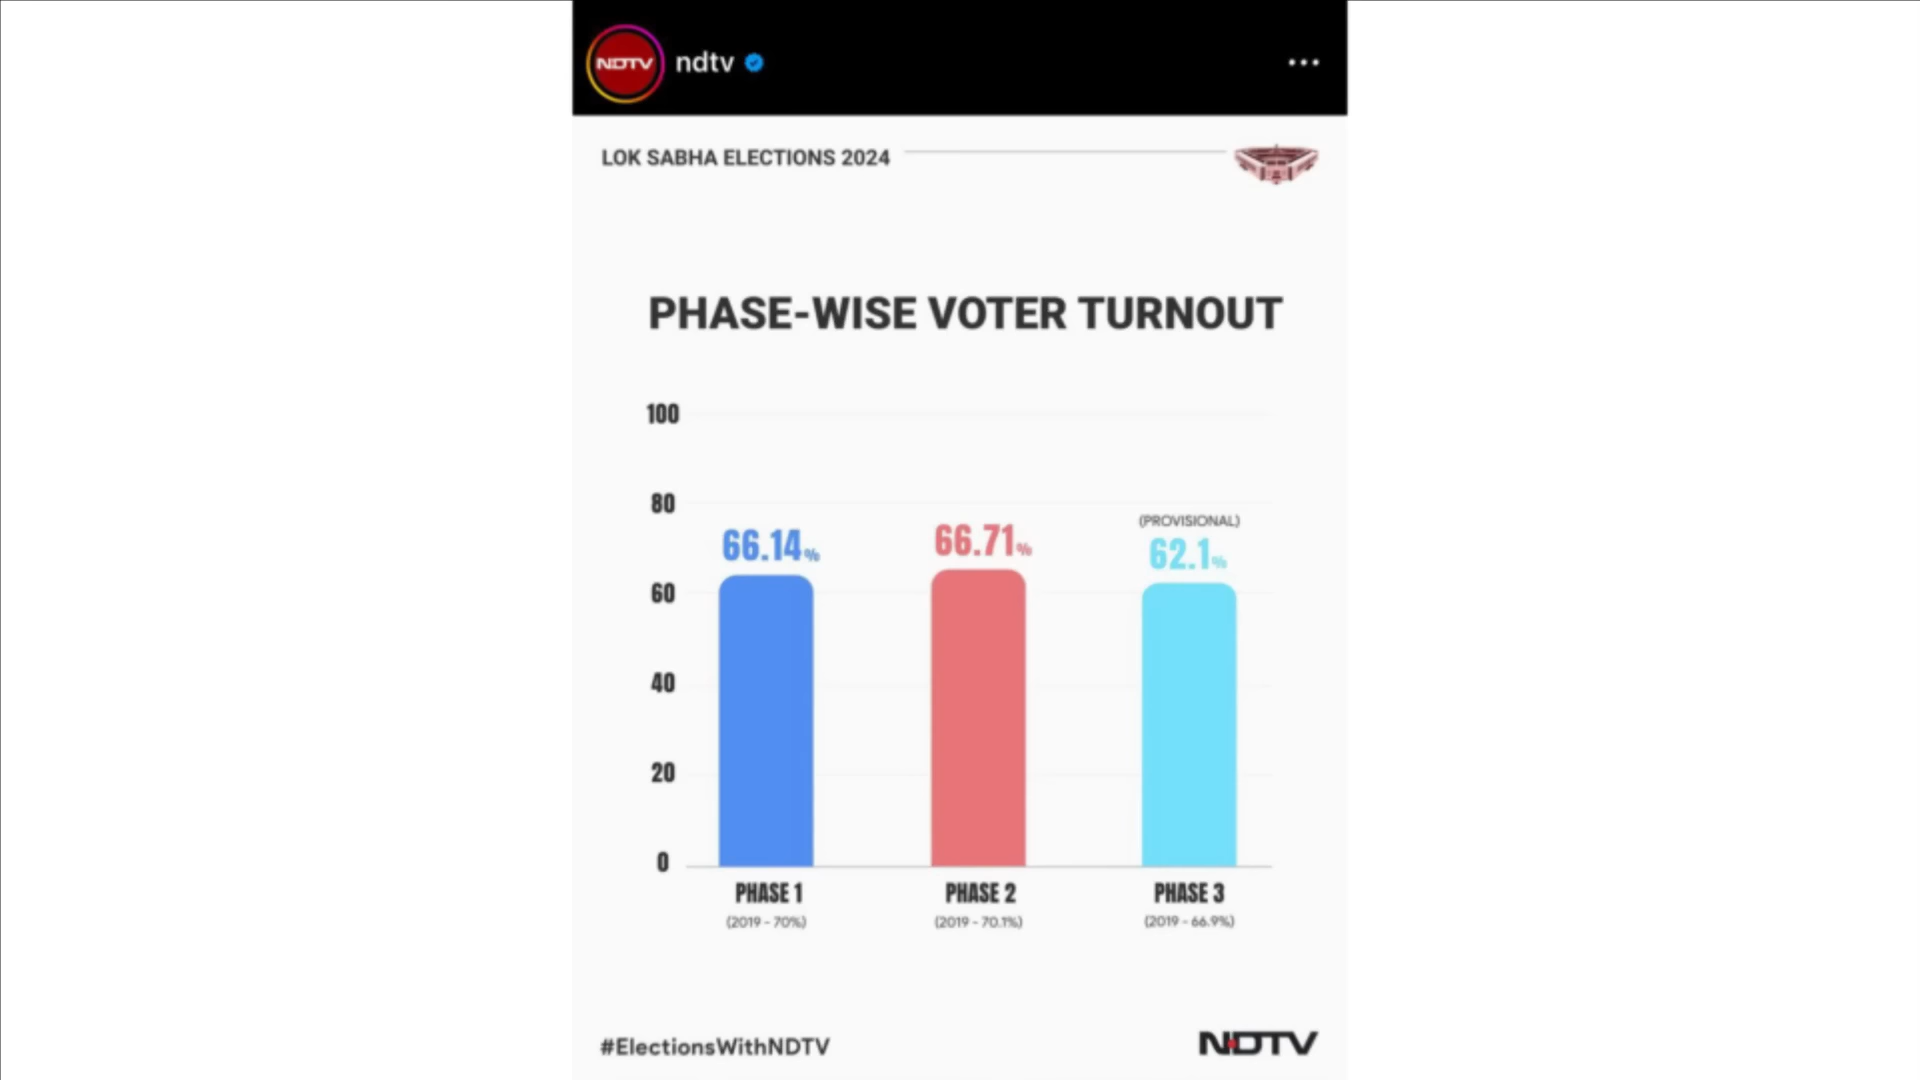 NDTV
ndtv
LOK SABHA ELECTIONS 2024
PHASE-WISE VOTER TURNOUT
100
80
60
40
20
0
66.14%
66.71%
(PROVISIONAL)
62.1%
PHASE 1
(2019 - 70%)
PHASE 2
(2019 - 70.1%)
PHASE 3
(2019 - 66.9%)
#ElectionsWithNDTV
NDTV